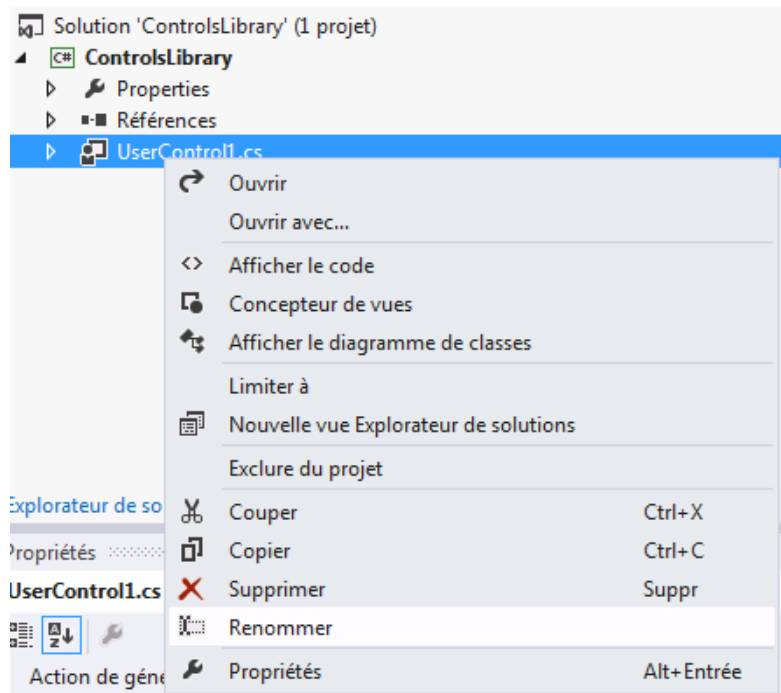 Solution 'ControlsLibrary' (1 projet)
C# ControlsLibrary
Properties
Références
UserControl1.cs
Ouvrir
Ouvrir avec...
Afficher le code
Concepteur de vues
Afficher le diagramme de classes
Limiter à
Nouvelle vue Explorateur de solutions
Exclure du projet
Explorateur de so
Couper Ctrl+X
Propriétés
Copier Ctrl+C
UserControl1.cs
Supprimer Suppr
Renommer
Action de géné
Propriétés Alt+Entrée